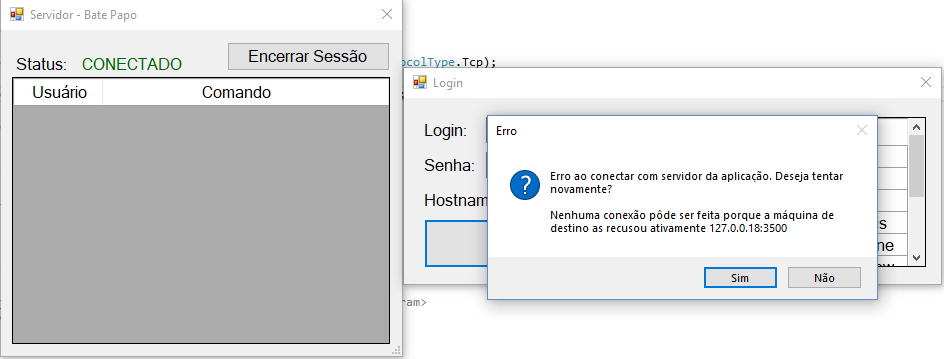 Servidor - Bate Papo
Status: CONECTADO
Encerrar Sessão
Usuário Comando
ocolType.Tcp);
Login
Login:
Senha:
Hostnam
Erro
Erro ao conectar com servidor da aplicação. Deseja tentar
novamente?
Nenhuma conexão pôde ser feita porque a máquina de
destino as recusou ativamente 127.0.0.18:3500
Sim Não
s
ne
ram>